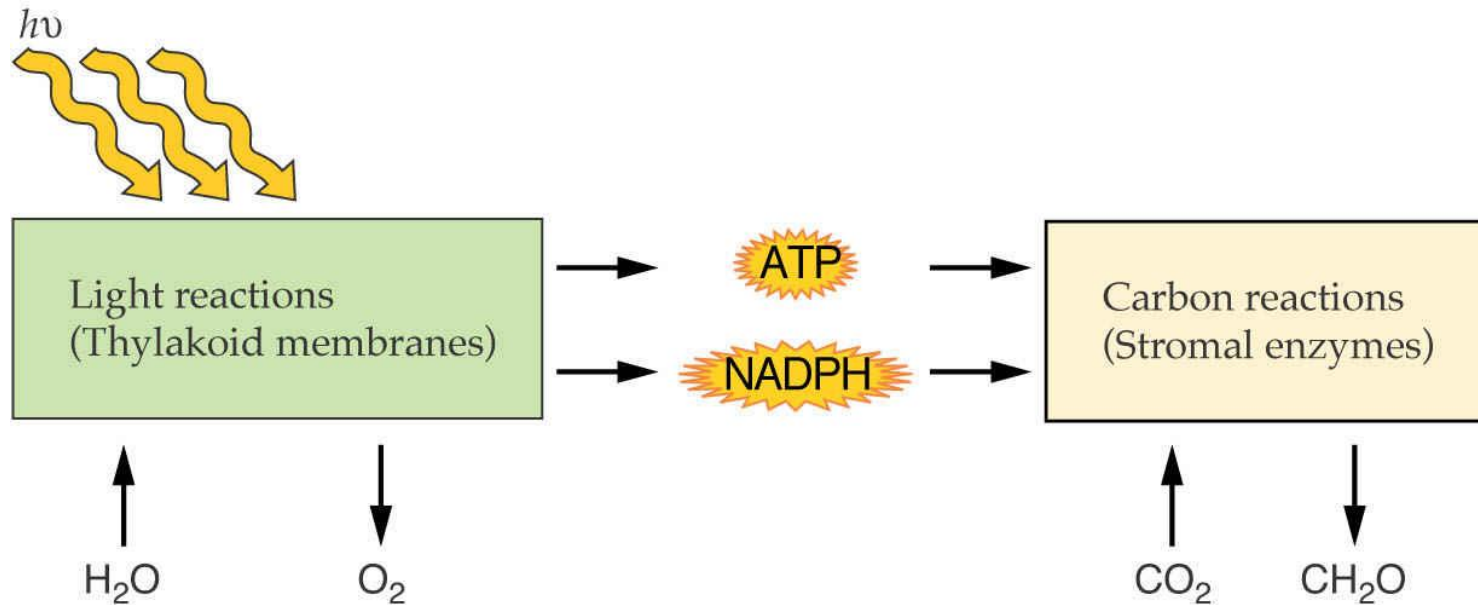 hυ
Light reactions
(Thylakoid membranes)
ATP
NADPH
Carbon reactions
(Stromal enzymes)
H₂O
O₂
CO₂
CH₂O